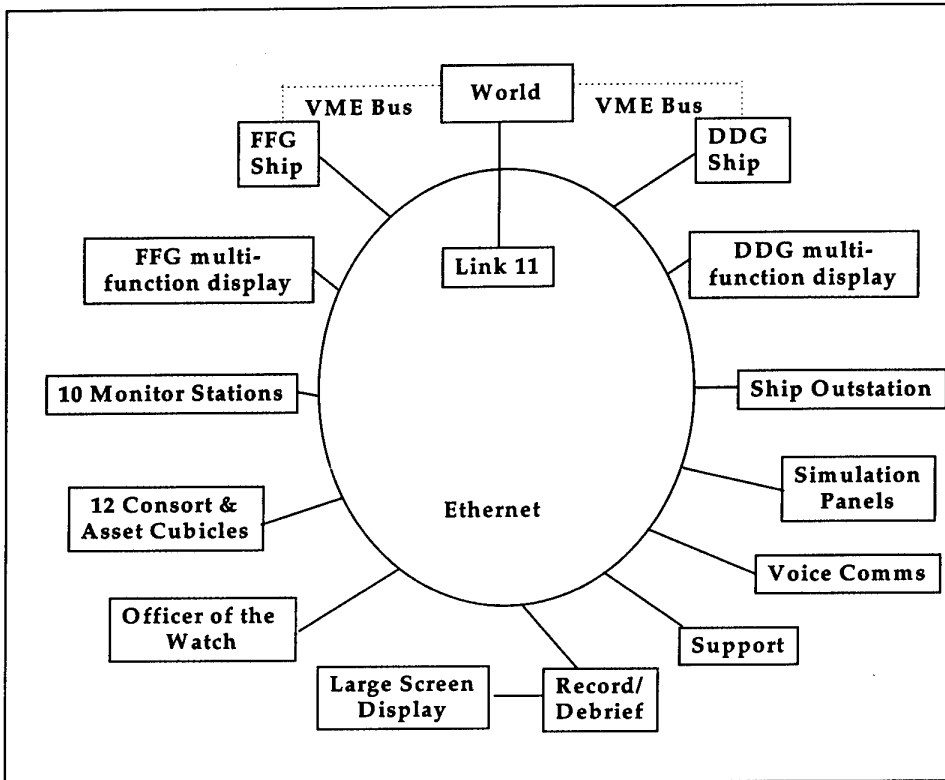 World
VME Bus
VME Bus
FFG
Ship
DDG
Ship
FFG multi-
function display
Link 11
DDG multi-
function display
10 Monitor Stations
Ship Outstation
12 Consort &
Asset Cubicles
Ethernet
Simulation
Panels
Voice Comms
Officer of the
Watch
Support
Large Screen
Display
Record/
Debrief